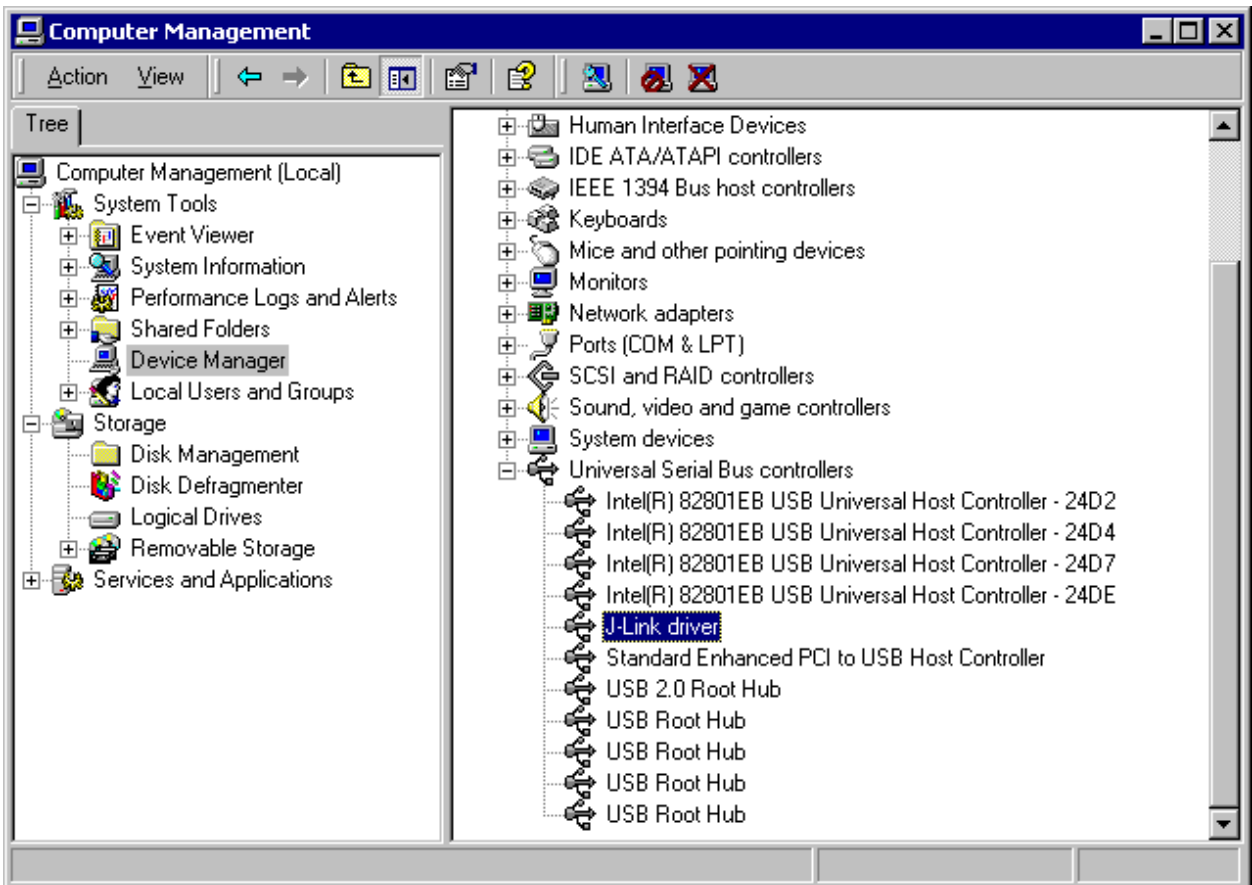 Computer Management
Action View
Tree
Computer Management (Local)
System Tools
Event Viewer
System Information
Performance Logs and Alerts
Shared Folders
Device Manager
Local Users and Groups
Storage
Disk Management
Disk Defragmenter
Logical Drives
Removable Storage
Services and Applications
Human Interface Devices
IDE ATA/ATAPI controllers
IEEE 1394 Bus host controllers
Keyboards
Mice and other pointing devices
Monitors
Network adapters
Ports (COM & LPT)
SCSI and RAID controllers
Sound, video and game controllers
System devices
Universal Serial Bus controllers
Intel(R) 82801EB USB Universal Host Controller - 24D2
Intel(R) 82801EB USB Universal Host Controller - 24D4
Intel(R) 82801EB USB Universal Host Controller - 24D7
Intel(R) 82801EB USB Universal Host Controller - 24DE
J-Link driver
Standard Enhanced PCI to USB Host Controller
USB 2.0 Root Hub
USB Root Hub
USB Root Hub
USB Root Hub
USB Root Hub